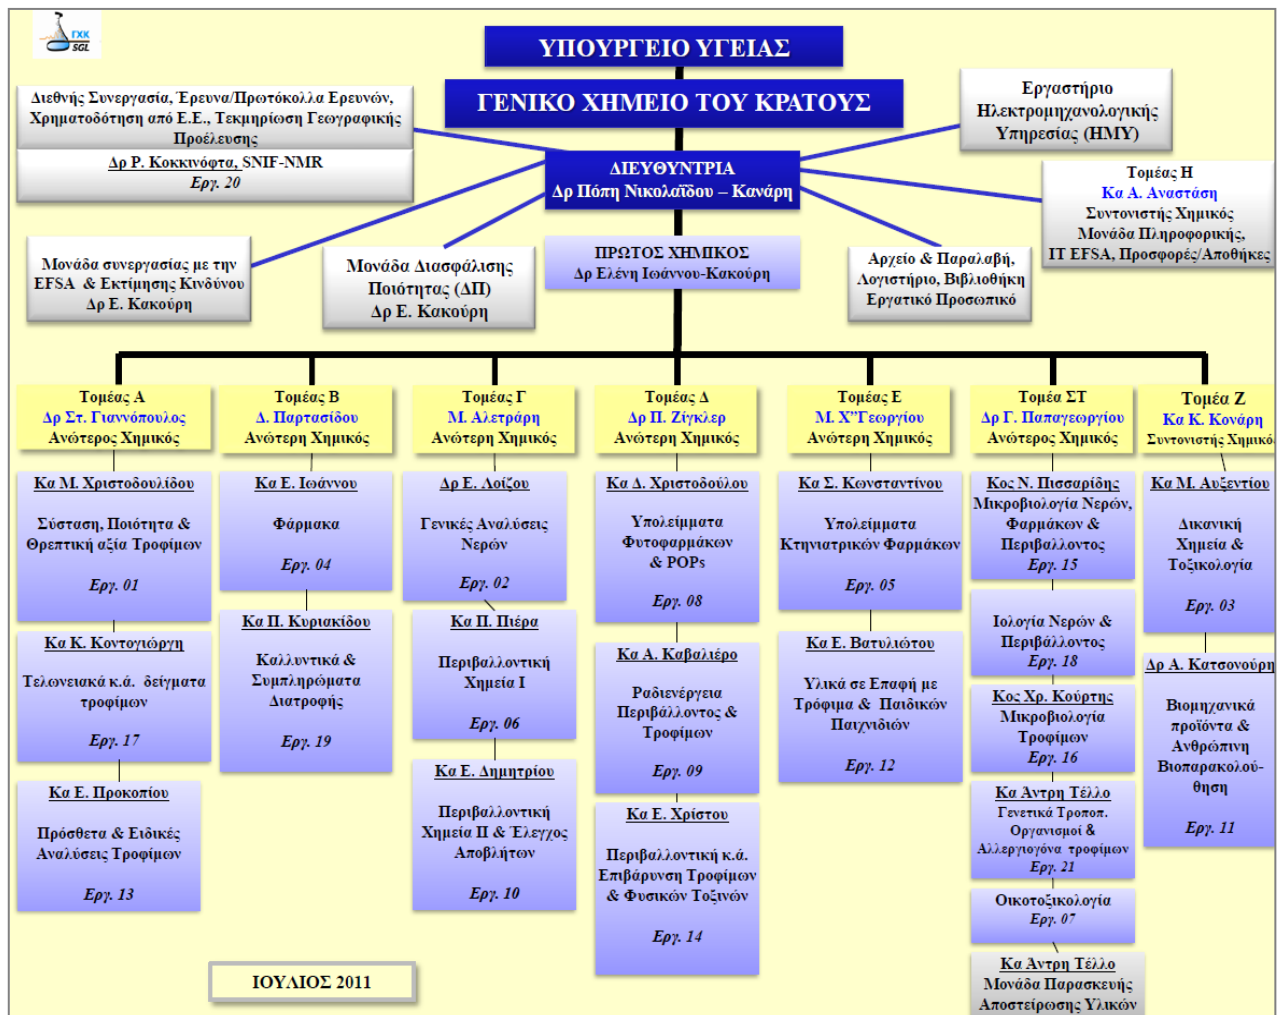 ΓΧΚ
SGL
ΥΠΟΥΡΓΕΙΟ ΥΓΕΙΑΣ
ΓΕΝΙΚΟ ΧΗΜΕΙΟ ΤΟΥ ΚΡΑΤΟΥΣ
Διεθνής Συνεργασία, Έρευνα/Πρωτόκολλα Ερευνών,
Χρηματοδότηση από Ε.Ε., Τεκμηρίωση Γεωγραφικής
Προέλευσης
Δρ Ρ. Κοκκινόφτα, SNIF-NMR
Εργ. 20
Εργαστήριο
Ηλεκτρομηχανολογικής
Υπηρεσίας (ΗΜΥ)
ΔΙΕΥΘΥΝΤΡΙΑ
Δρ Πόπη Νικολαΐδου – Κανάρη
Τομέας Η
Κα Α. Αναστάση
Συντονιστής Χημικός
Μονάδα Πληροφορικής,
IT EFSA, Προσφορές/Αποθήκες
Μονάδα συνεργασίας με την
EFSA & Εκτίμησης Κινδύνου
Δρ Ε. Κακούρη
Μονάδα Διασφάλισης
Ποιότητας (ΔΠ)
Δρ Ε. Κακούρη
ΠΡΩΤΟΣ ΧΗΜΙΚΟΣ
Δρ Ελένη Ιωάννου-Κακούρη
Αρχείο & Παραλαβή,
Λογιστήριο, Βιβλιοθήκη
Εργατικό Προσωπικό
Τομέας Α
Δρ Στ. Γιαννόπουλος
Ανώτερος Χημικός
Κα Μ. Χριστοδουλίδου
Σύσταση, Ποιότητα &
Θρεπτική αξία Τροφίμων
Εργ. 01
Κα Κ. Κοντογιώργη
Τελωνειακά κ.ά. δείγματα
τροφίμων
Εργ. 17
Κα Ε. Προκοπίου
Πρόσθετα & Ειδικές
Αναλύσεις Τροφίμων
Εργ. 13
Τομέας Β
Δ. Παρτασίδου
Ανώτερη Χημικός
Κα Ε. Ιωάννου
Φάρμακα
Εργ. 04
Κα Π. Κυριακίδου
Καλλυντικά &
Συμπληρώματα
Διατροφής
Εργ. 19
Τομέας Γ
Μ. Αλετράρη
Ανώτερη Χημικός
Δρ Ε. Λοίζου
Γενικές Αναλύσεις
Νερών
Εργ. 02
Κα Π. Πιέρα
Περιβαλλοντική
Χημεία Ι
Εργ. 06
Κα Ε. Δημητρίου
Περιβαλλοντική
Χημεία ΙΙ & Έλεγχος
Αποβλήτων
Εργ. 10
Τομέας Δ
Δρ Π. Ζίγκλερ
Ανώτερη Χημικός
Κα Δ. Χριστοδούλου
Υπολείμματα
Φυτοφαρμάκων
& POPs
Εργ. 08
Κα Α. Καβαλιέρο
Ραδιενέργεια
Περιβάλλοντος &
Τροφίμων
Εργ. 09
Κα Ε. Χρίστου
Περιβαλλοντική κ.ά.
Επιβάρυνση Τροφίμων
& Φυσικών Τοξινών
Εργ. 14
Τομέας Ε
Μ. Χ”Γεωργίου
Ανώτερη Χημικός
Κα Σ. Κωνσταντίνου
Υπολείμματα
Κτηνιατρικών Φαρμάκων
Εργ. 05
Κα Ε. Βατυλιώτου
Υλικά σε Επαφή με
Τρόφιμα & Παιδικών
Παιχνιδιών
Εργ. 12
Τομέας ΣΤ
Δρ Γ. Παπαγεωργίου
Ανώτερος Χημικός
Κος Ν. Πισσαρίδης
Μικροβιολογία Νερών,
Φαρμάκων &
Περιβαλλοντος
Εργ. 15
Ιολογία Νερών &
Περιβάλλοντος
Εργ. 18
Κος Χρ. Κούρτης
Μικροβιολογία
Τροφίμων
Εργ. 16
Κα Άντρη Τέλλο
Γενετικά Τροποπ.
Οργανισμοί &
Αλλεργιογόνα τροφίμων
Εργ. 21
Οικοτοξικολογία
Εργ. 07
Κα Άντρη Τέλλο
Μονάδα Παρασκευής
Αποστείρωσης Υλικών
Τομέα Ζ
Κα Κ. Κονάρη
Συντονιστής Χημικός
Κα Μ. Αυξεντίου
Δικανική
Χημεία &
Τοξικολογία
Εργ. 03
Δρ Α. Κατσονούρη
Βιομηχανικά
προϊόντα &
Ανθρώπινη
Βιοπαρακολού-
θηση
Εργ. 11
ΙΟΥΛΙΟΣ 2011